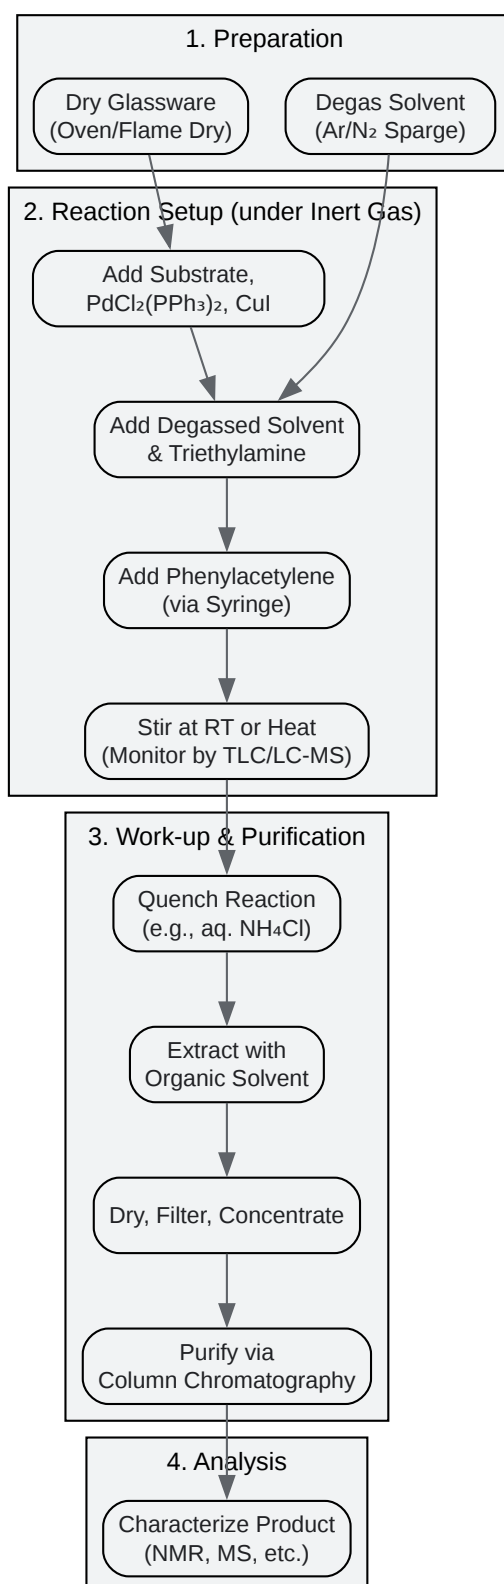 1. Preparation
Dry Glassware
(Oven/Flame Dry)
Degas Solvent
(Ar/N₂ Sparge)
2. Reaction Setup (under Inert Gas)
Add Substrate,
PdCl₂(PPh₃)₂, CuI
Add Degassed Solvent
& Triethylamine
Add Phenylacetylene
(via Syringe)
Stir at RT or Heat
(Monitor by TLC/LC-MS)
3. Work-up & Purification
Quench Reaction
(e.g., aq. NH₄Cl)
Extract with
Organic Solvent
Dry, Filter, Concentrate
Purify via
Column Chromatography
4. Analysis
Characterize Product
(NMR, MS, etc.)